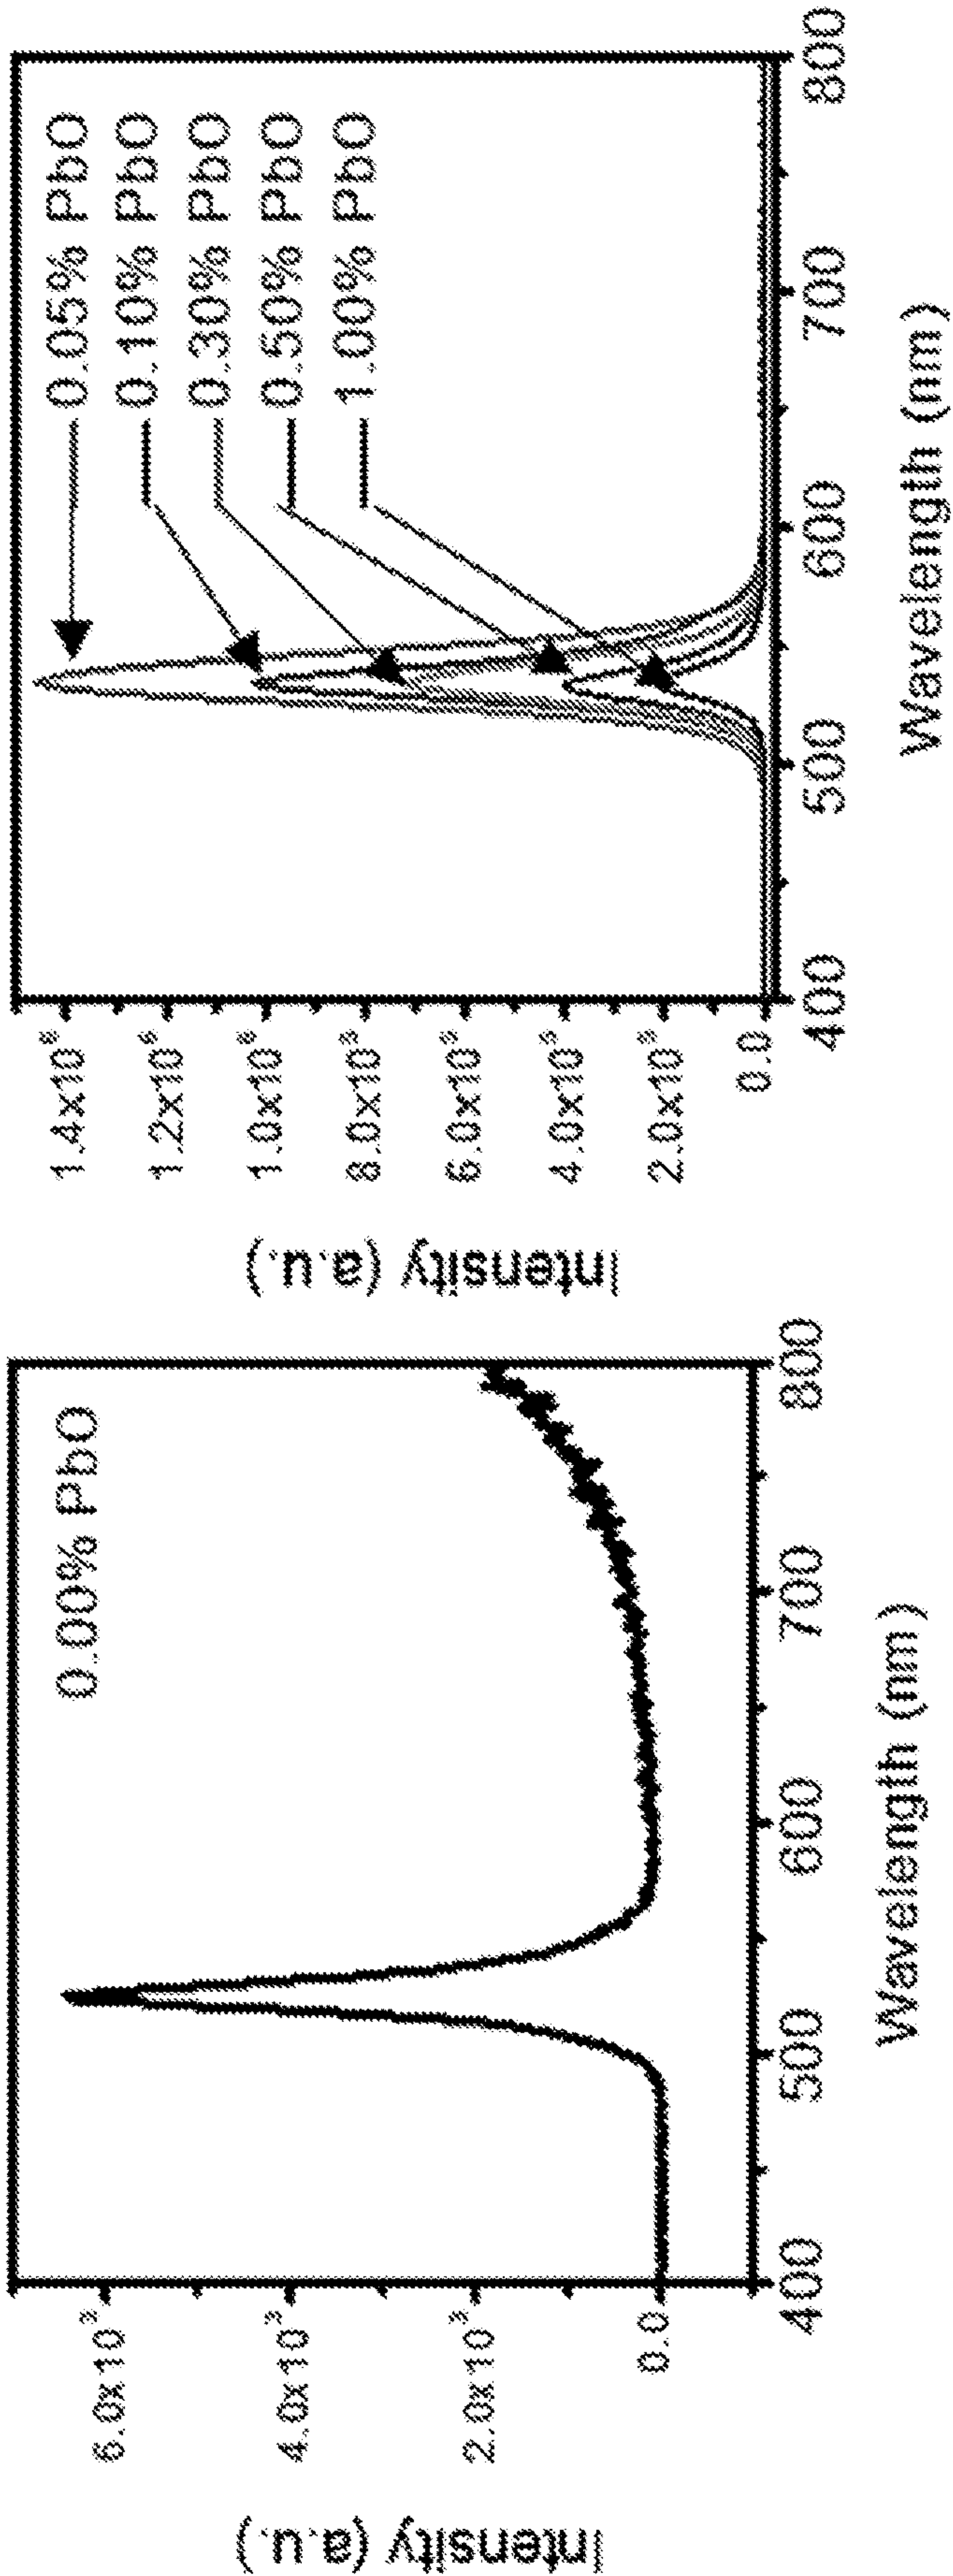 0.00% PbO
6.0x10³
4.0x10³
2.0x10³
0.0
Intensity (a.u.)
400 500 600 700 800
Wavelength (nm)
0.05% PbO
0.10% PbO
0.30% PbO
0.50% PbO
1.00% PbO
1.4x10⁶
1.2x10⁶
1.0x10⁶
8.0x10⁵
6.0x10⁵
4.0x10⁵
2.0x10⁵
0.0
Intensity (a.u.)
400 500 600 700 800
Wavelength (nm)